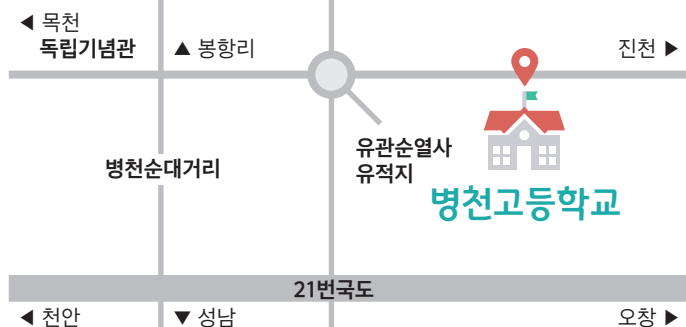 ◀ 목천
독립기념관
▲ 봉항리
진천 ▶
유관순열사
유적지
병천순대거리
병천고등학교
21번국도
◀ 천안
▼ 성남
오창 ▶